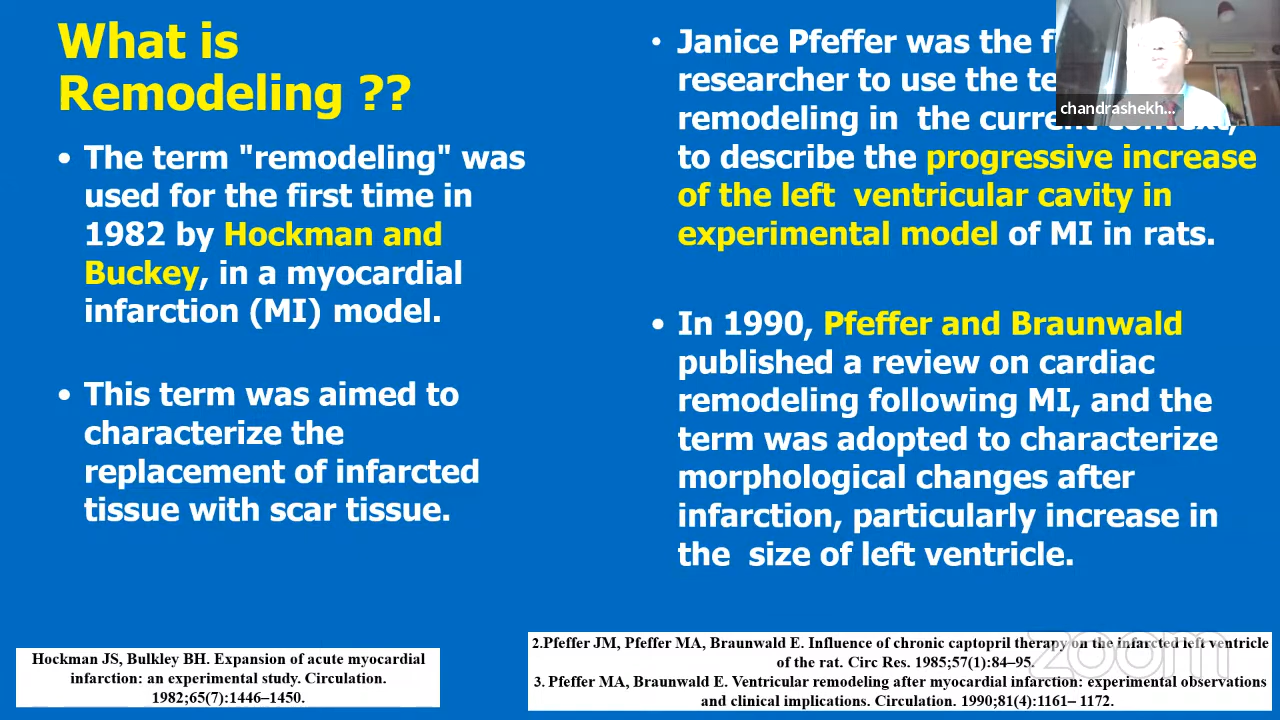 What is
Remodeling ??
• The term "remodeling" was
used for the first time in
1982 by Hockman and
Buckey, in a myocardial
infarction (MI) model.
• This term was aimed to
characterize the
replacement of infarcted
tissue with scar tissue.
Hockman JS, Bulkley BH. Expansion of acute myocardial
infarction: an experimental study. Circulation.
1982;65(7):1446–1450.
• Janice Pfeffer was the
researcher to use the
remodeling in the current context,
to describe the progressive increase
of the left ventricular cavity in
experimental model of MI in rats.
• In 1990, Pfeffer and Braunwald
published a review on cardiac
remodeling following MI, and the
term was adopted to characterize
morphological changes after
infarction, particularly increase in
the size of left ventricle.
2.Pfeffer JM, Pfeffer MA, Braunwald E. Influence of chronic captopril therapy on the infarcted left ventricle
of the rat. Circ Res. 1985;57(1):84–95.
3. Pfeffer MA, Braunwald E. Ventricular remodeling after myocardial infarction: experimental observations
and clinical implications. Circulation. 1990;81(4):1161– 1172.
chandrashekh...
zoom